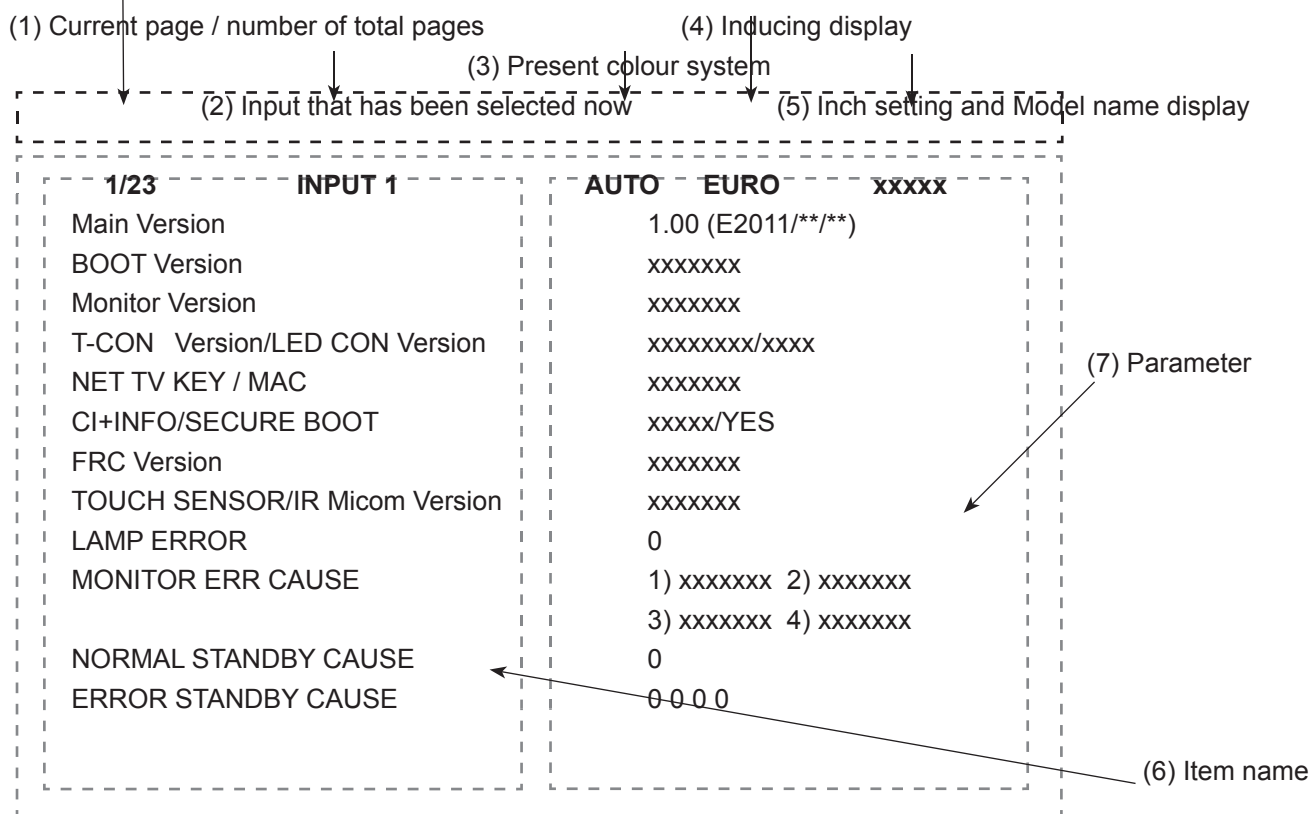 (1) Current page / number of total pages (4) Inducing display
(3) Present colour system
(2) Input that has been selected now (5) Inch setting and Model name display
1/23 INPUT 1 AUTO EURO xxxxx
Main Version 1.00 (E2011/**/**)
BOOT Version xxxxxxx
Monitor Version xxxxxxx
T-CON Version/LED CON Version xxxxxxxx/xxxx
(7) Parameter
NET TV KEY / MAC xxxxxxx
CI+INFO/SECURE BOOT xxxxx/YES
FRC Version xxxxxxx
TOUCH SENSOR/IR Micom Version xxxxxxx
LAMP ERROR 0
MONITOR ERR CAUSE 1) xxxxxxx 2) xxxxxxx
3) xxxxxxx 4) xxxxxxx
NORMAL STANDBY CAUSE 0
ERROR STANDBY CAUSE 0 0 0 0
(6) Item name